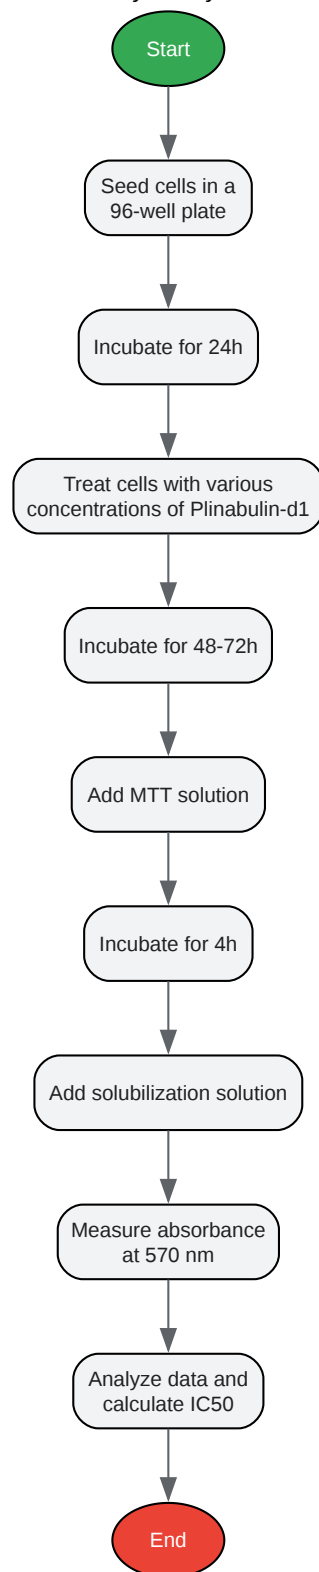 Start
Seed cells in a
96-well plate
Incubate for 24h
Treat cells with various
concentrations of Plinabulin-d1
Incubate for 48-72h
Add MTT solution
Incubate for 4h
Add solubilization solution
Measure absorbance
at 570 nm
Analyze data and
calculate IC50
End